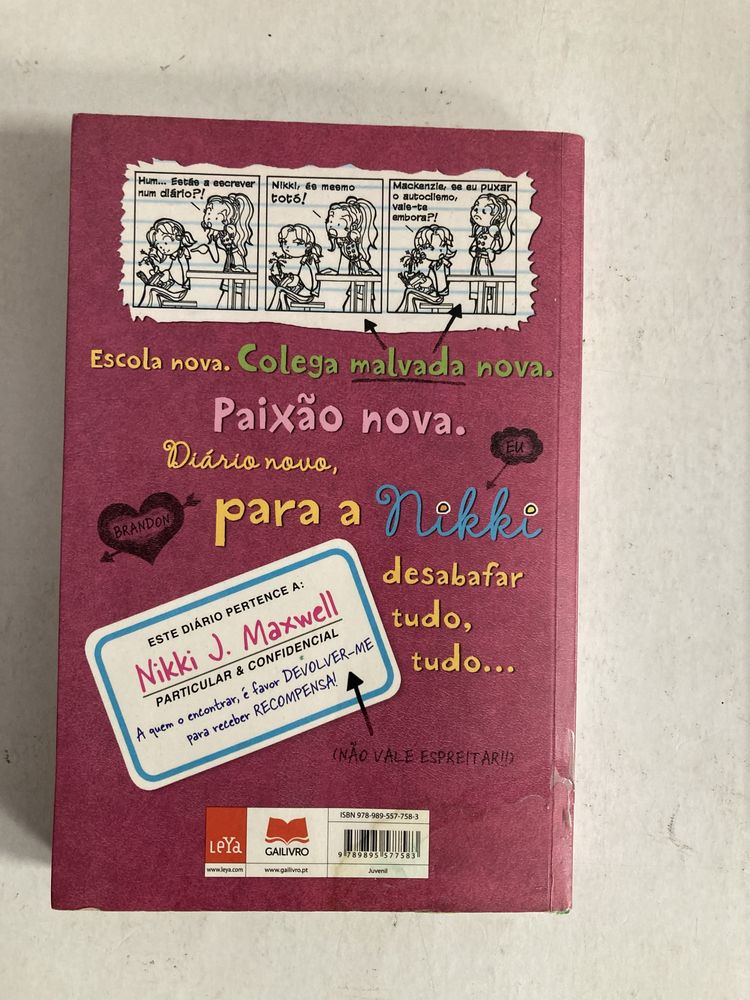 Hum... Estás a escrever
num diário?!
Nikki, és mesmo
totó!
Mackenzie, se eu puxar
o autoclismo,
vais-te
embora?!
Escola nova. Colega malvada nova.
Paixão nova.
Diário novo,
EU
BRANDON
para a Nikki
desabafar
tudo,
tudo...
ESTE DIÁRIO PERTENCE A:
Nikki J. Maxwell
PARTICULAR & CONFIDENCIAL
A quem o encontrar, é favor DEVOLVER-ME
para receber RECOMPENSA!
(NÃO VALE ESPREITAR!!)
LEYA
www.leya.com
GAILIVRO
www.gailivro.pt
ISBN 978-989-557-758-3
9 789895 577583
Juvenil